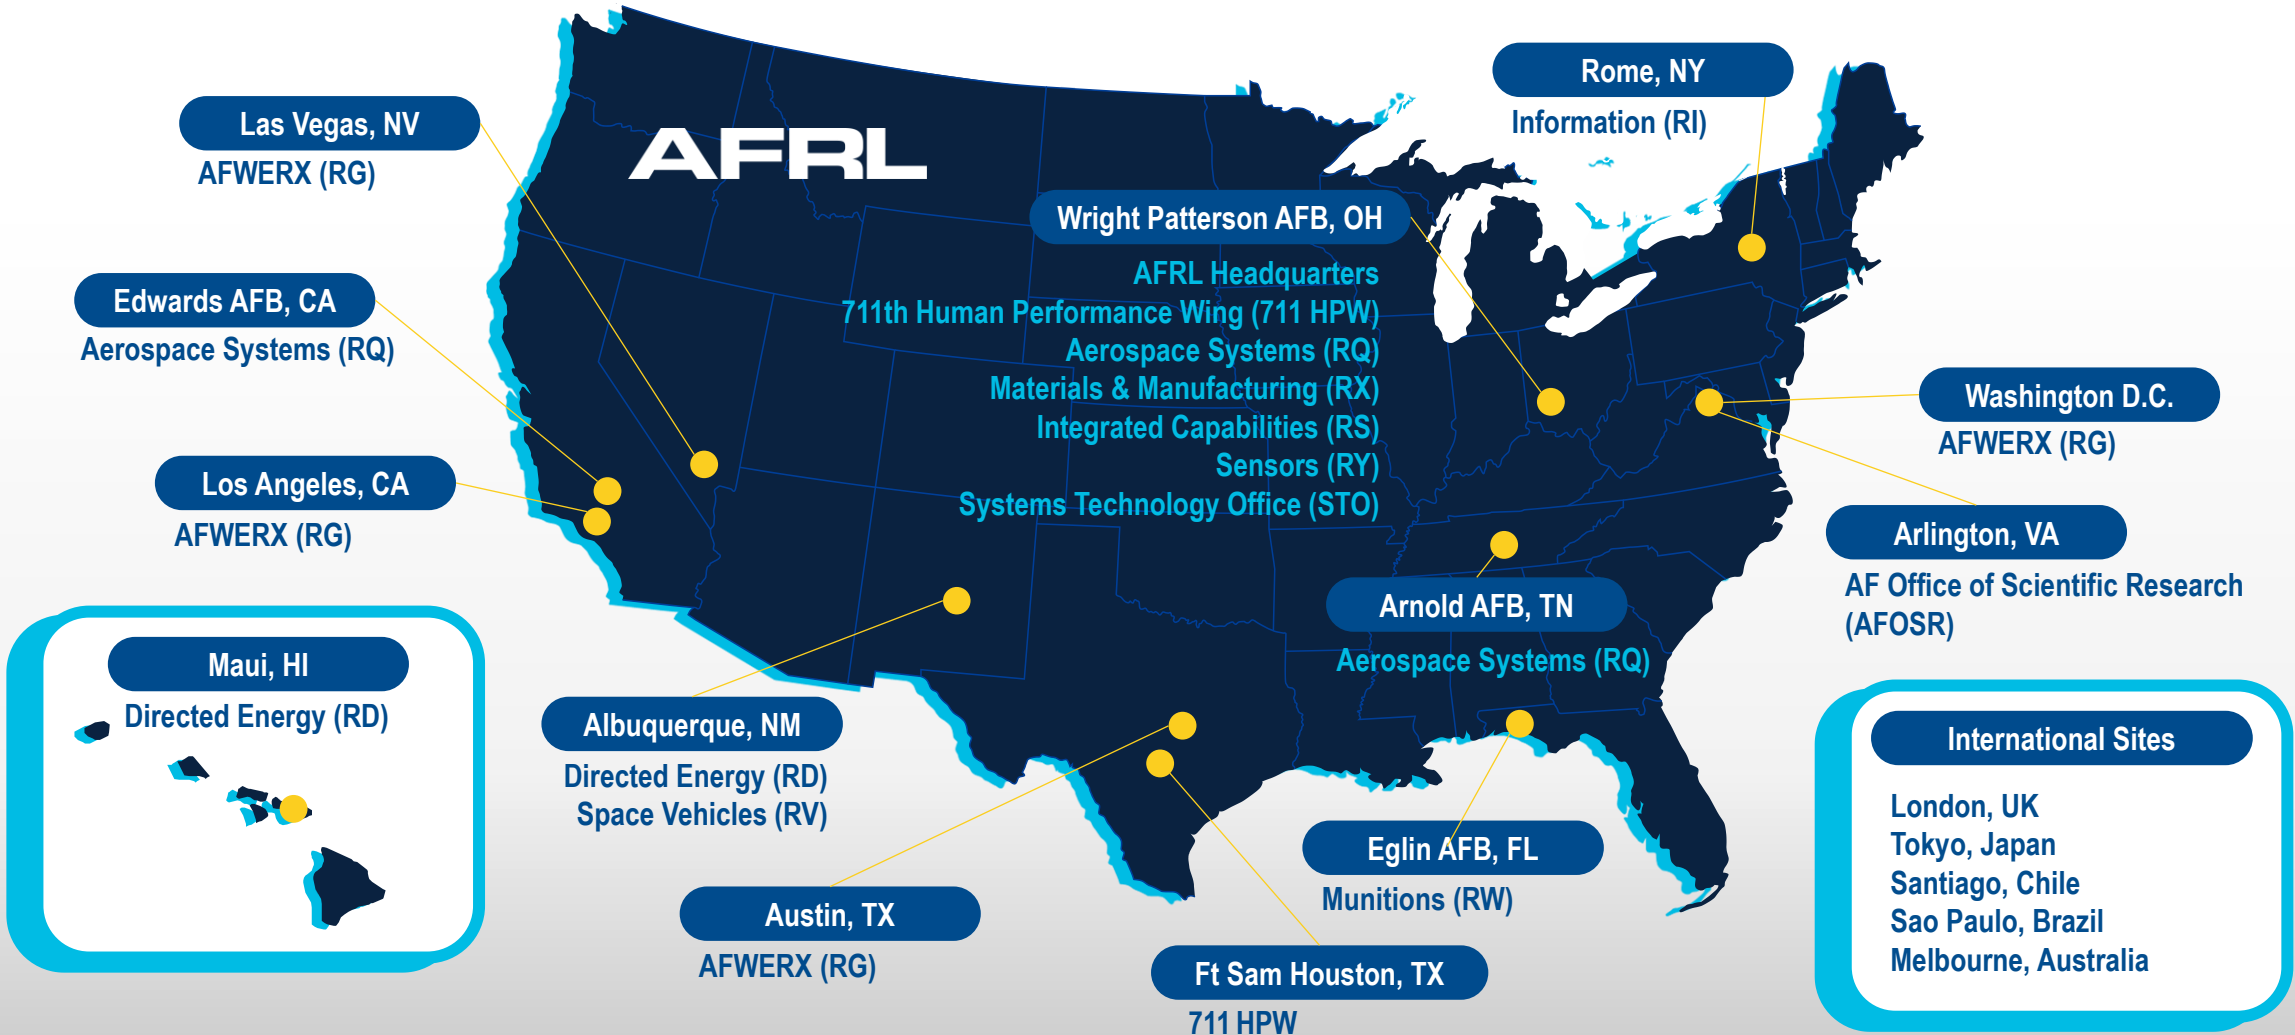 AFRL
Las Vegas, NV
AFWERX (RG)
Edwards AFB, CA
Aerospace Systems (RQ)
Los Angeles, CA
AFWERX (RG)
Maui, HI
Directed Energy (RD)
Albuquerque, NM
Directed Energy (RD)
Space Vehicles (RV)
Austin, TX
AFWERX (RG)
Wright Patterson AFB, OH
AFRL Headquarters
711th Human Performance Wing (711 HPW)
Aerospace Systems (RQ)
Materials & Manufacturing (RX)
Integrated Capabilities (RS)
Sensors (RY)
Systems Technology Office (STO)
Arnold AFB, TN
Aerospace Systems (RQ)
Eglin AFB, FL
Munitions (RW)
Ft Sam Houston, TX
711 HPW
Rome, NY
Information (RI)
Washington D.C.
AFWERX (RG)
Arlington, VA
AF Office of Scientific Research
(AFOSR)
International Sites
London, UK
Tokyo, Japan
Santiago, Chile
Sao Paulo, Brazil
Melbourne, Australia